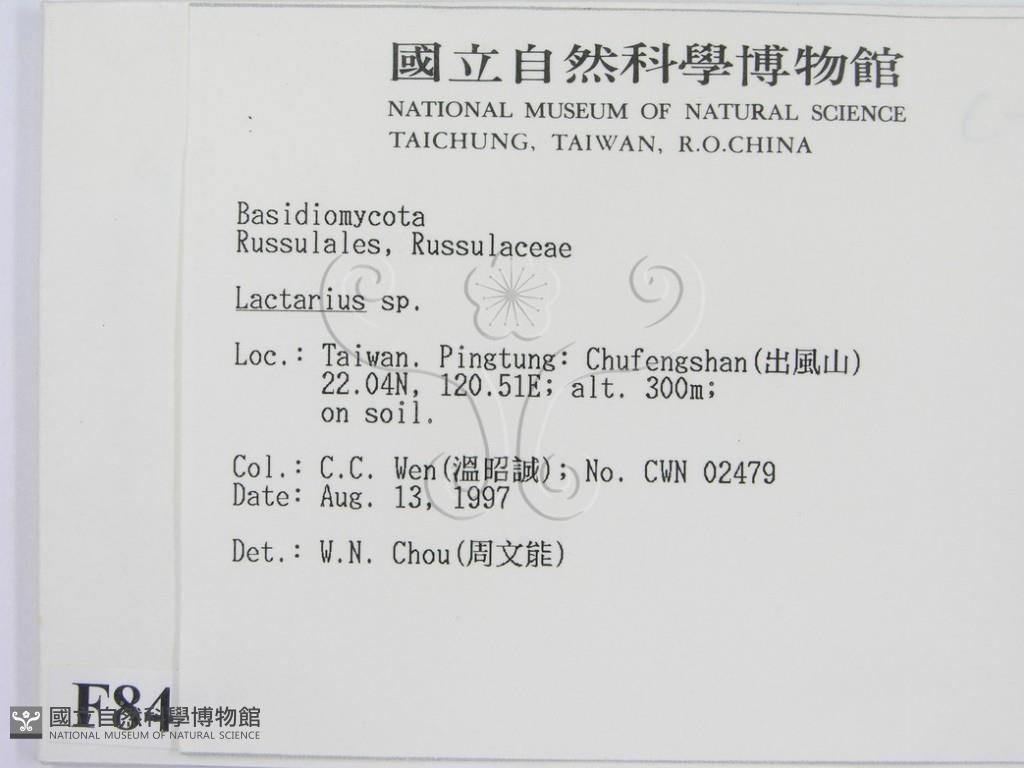 國立自然科學博物館
NATIONAL MUSEUM OF NATURAL SCIENCE
TAICHUNG, TAIWAN, R.O.CHINA
Basidiomycota
Russulales, Russulaceae
Lactarius sp.
Loc.: Taiwan. Pingtung: Chufengshan(出風山)
22.04N, 120.51E; alt. 300m;
on soil.
Col.: C.C. Wen(溫昭誠); No. CWN 02479
Date: Aug. 13, 1997
Det.: W.N. Chou(周文能)
F84
國立自然科學博物館
NATIONAL MUSEUM OF NATURAL SCIENCE